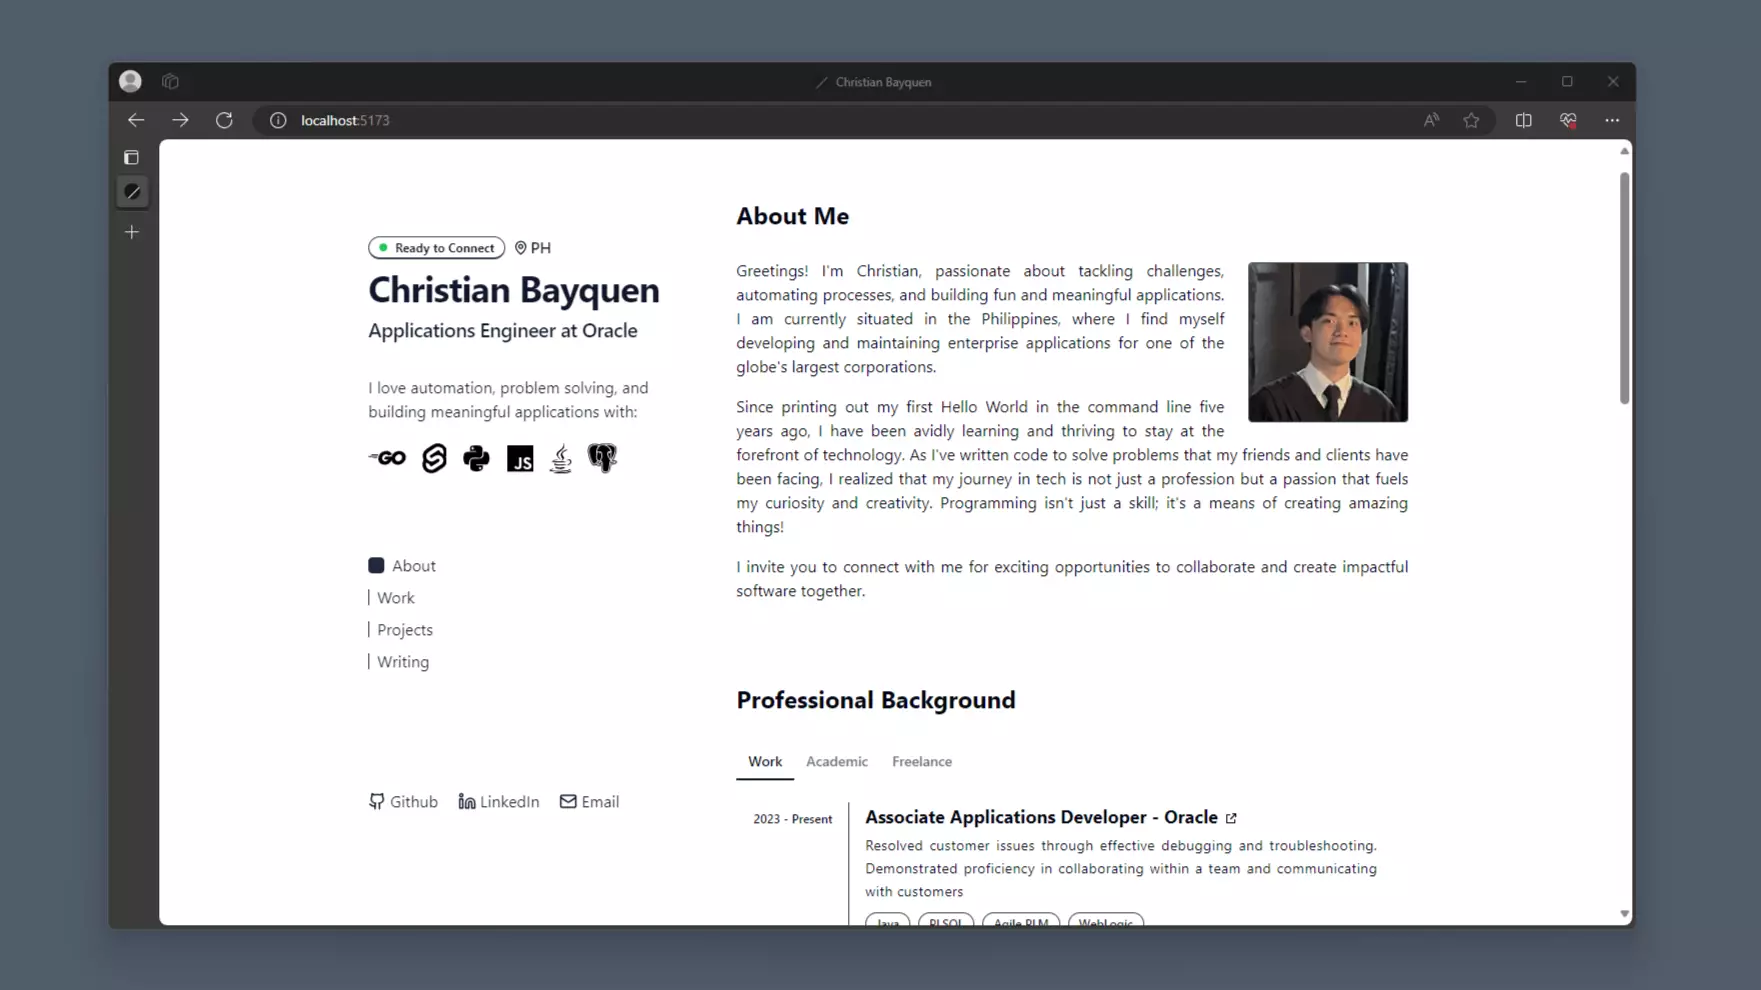 Christian Bayquen
localhost:5173
Ready to Connect
PH
Christian Bayquen
Applications Engineer at Oracle
I love automation, problem solving, and
building meaningful applications with:
GO
JS
About
Work
Projects
Writing
Github
LinkedIn
Email
About Me
Greetings! I'm Christian, passionate about tackling challenges,
automating processes, and building fun and meaningful applications.
I am currently situated in the Philippines, where I find myself
developing and maintaining enterprise applications for one of the
globe's largest corporations.
Since printing out my first Hello World in the command line five
years ago, I have been avidly learning and thriving to stay at the
forefront of technology. As I've written code to solve problems that my friends and clients have
been facing, I realized that my journey in tech is not just a profession but a passion that fuels
my curiosity and creativity. Programming isn't just a skill; it's a means of creating amazing
things!
I invite you to connect with me for exciting opportunities to collaborate and create impactful
software together.
Professional Background
Work
Academic
Freelance
2023 - Present
Associate Applications Developer - Oracle
Resolved customer issues through effective debugging and troubleshooting.
Demonstrated proficiency in collaborating within a team and communicating
with customers
Java
PLSQL
Agile PLM
WebLogic